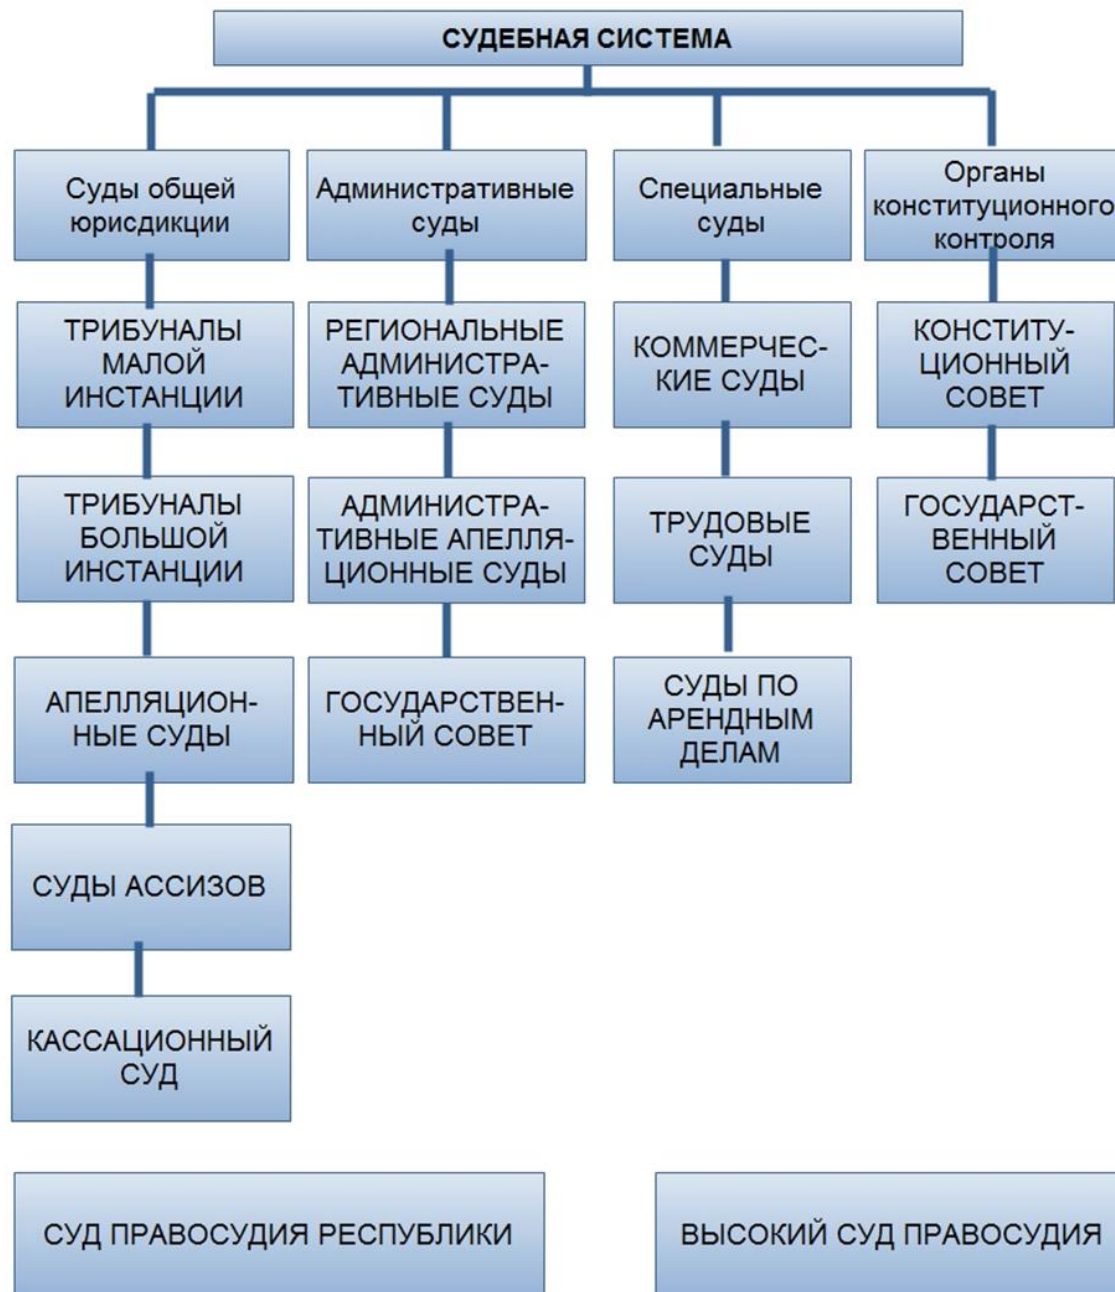 СУДЕБНАЯ СИСТЕМА
Суды общей
юрисдикции
Административные
суды
Специальные
суды
Органы
конституционного
контроля
ТРИБУНАЛЫ
МАЛОЙ
ИНСТАНЦИИ
РЕГИОНАЛЬНЫЕ
АДМИНИСТРА-
ТИВНЫЕ СУДЫ
КОММЕРЧЕС-
КИЕ СУДЫ
КОНСТИТУ-
ЦИОННЫЙ
СОВЕТ
ТРИБУНАЛЫ
БОЛЬШОЙ
ИНСТАНЦИИ
АДМИНИСТРА-
ТИВНЫЕ АПЕЛЛЯ-
ЦИОННЫЕ СУДЫ
ТРУДОВЫЕ
СУДЫ
ГОСУДАРСТ-
ВЕННЫЙ
СОВЕТ
АПЕЛЛЯЦИОН-
НЫЕ СУДЫ
ГОСУДАРСТВЕН-
НЫЙ СОВЕТ
СУДЫ ПО
АРЕНДНЫМ
ДЕЛАМ
СУДЫ АССИЗОВ
КАССАЦИОННЫЙ
СУД
СУД ПРАВОСУДИЯ РЕСПУБЛИКИ
ВЫСОКИЙ СУД ПРАВОСУДИЯ